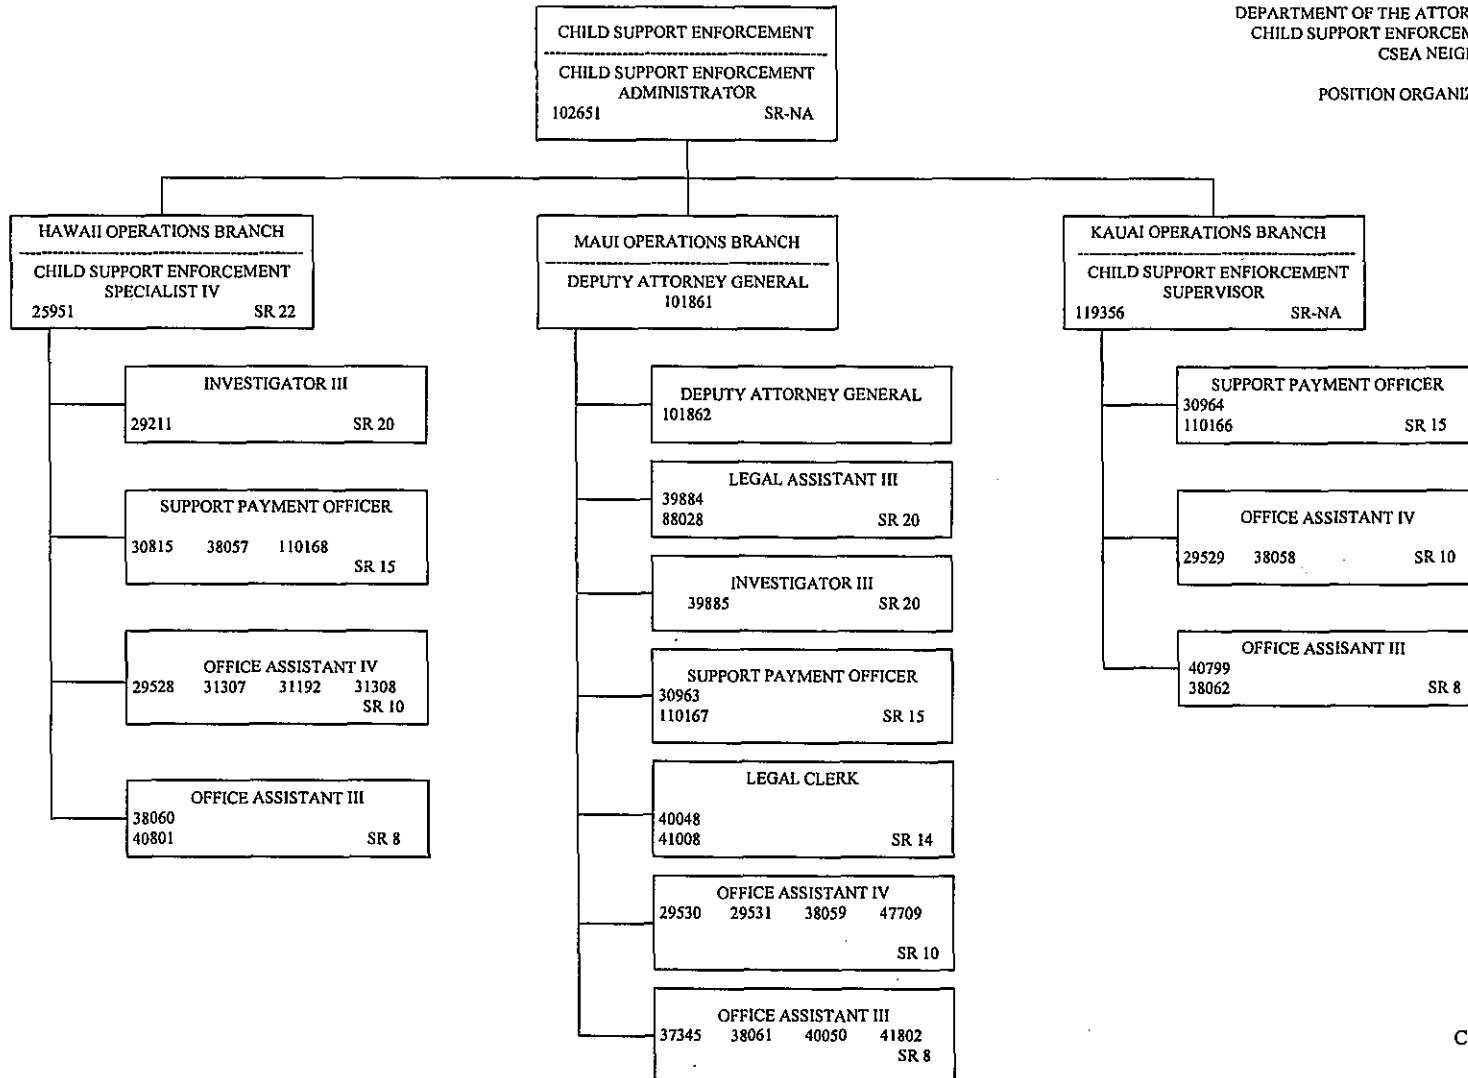 DEPARTMENT OF THE ATTOR
CHILD SUPPORT ENFORCEM
CSEA NEIG
POSITION ORGANIZ
CHILD SUPPORT ENFORCEMENT
CHILD SUPPORT ENFORCEMENT
ADMINISTRATOR
102651 SR-NA
HAWAII OPERATIONS BRANCH
CHILD SUPPORT ENFORCEMENT
SPECIALIST IV
25951 SR 22
INVESTIGATOR III
29211 SR 20
SUPPORT PAYMENT OFFICER
30815 38057 110168
SR 15
OFFICE ASSISTANT IV
29528 31307 31192 31308
SR 10
OFFICE ASSISTANT III
38060
40801 SR 8
MAUI OPERATIONS BRANCH
DEPUTY ATTORNEY GENERAL
101861
DEPUTY ATTORNEY GENERAL
101862
LEGAL ASSISTANT III
39884
88028 SR 20
INVESTIGATOR III
39885 SR 20
SUPPORT PAYMENT OFFICER
30963
110167 SR 15
LEGAL CLERK
40048
41008 SR 14
OFFICE ASSISTANT IV
29530 29531 38059 47709
SR 10
OFFICE ASSISTANT III
37345 38061 40050 41802
SR 8
KAUAI OPERATIONS BRANCH
CHILD SUPPORT ENFIORCEMENT
SUPERVISOR
119356 SR-NA
SUPPORT PAYMENT OFFICER
30964
110166 SR 15
OFFICE ASSISTANT IV
29529 38058 SR 10
OFFICE ASSISANT III
40799
38062 SR 8
C